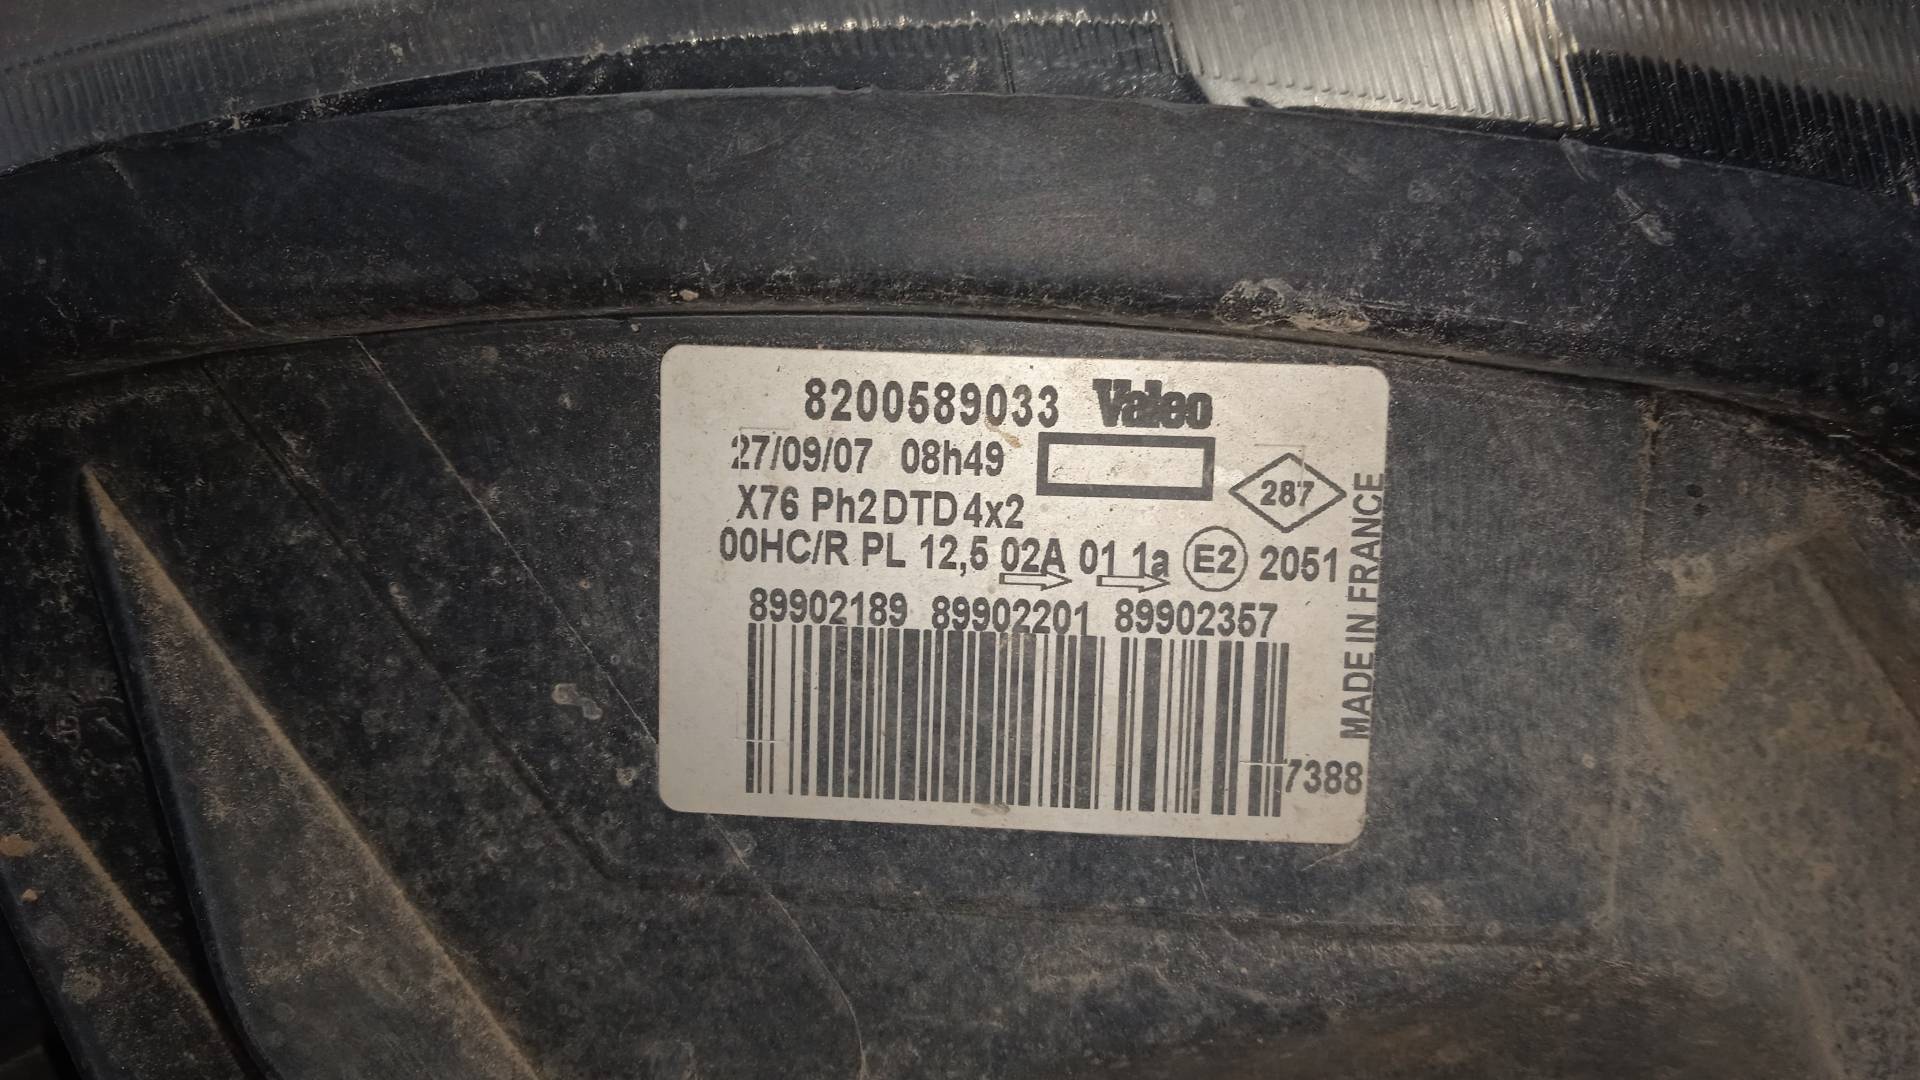 8200589033 Valeo
27/09/07 08h49
287
X76 Ph2 DTD 4x2
00HC/R PL 12,5 02A 01 1a E2 2051
89902189 89902201 89902357
7388
MADE IN FRANCE